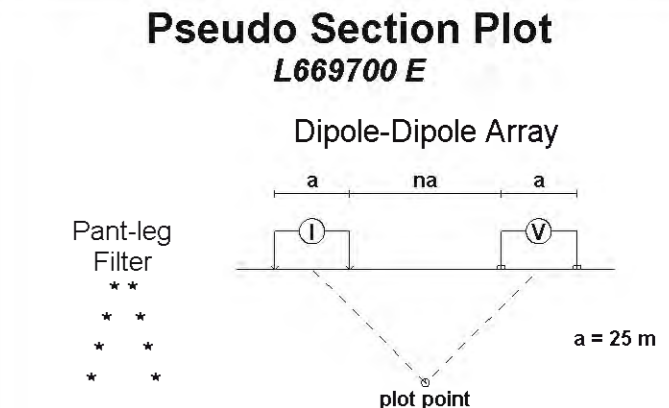 Pseudo Section Plot
L669700 E
Dipole-Dipole Array
a na a
I V
Pant-leg
Filter
* *
* *
* *
* *
a = 25 m
plot point